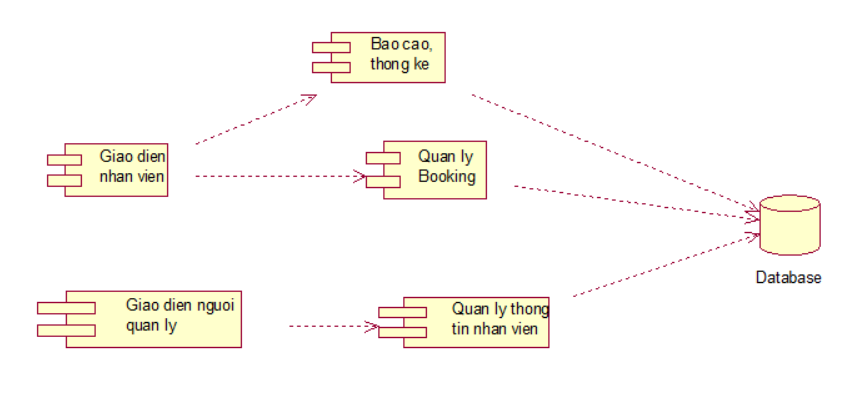 Bao cao,
thong ke
Giao dien
nhan vien
Quan ly
Booking
Database
Giao dien nguoi
quan ly
Quan ly thong
tin nhan vien